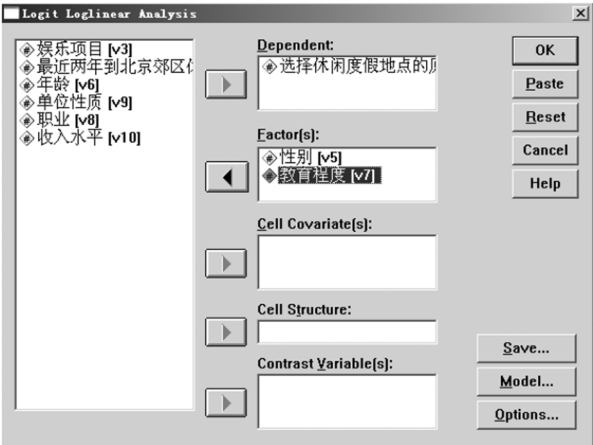 Logit Loglinear Analysis
娱乐项目 [v3]
最近两年到北京郊区
年龄 [v6]
单位性质 [v9]
职业 [v8]
收入水平 [v10]
Dependent:
选择休闲度假地点的
Factor(s):
性别 [v5]
教育程度 [v7]
Cell Covariate(s):
Cell Structure:
Contrast Variable(s):
OK
Paste
Reset
Cancel
Help
Save...
Model...
Options...